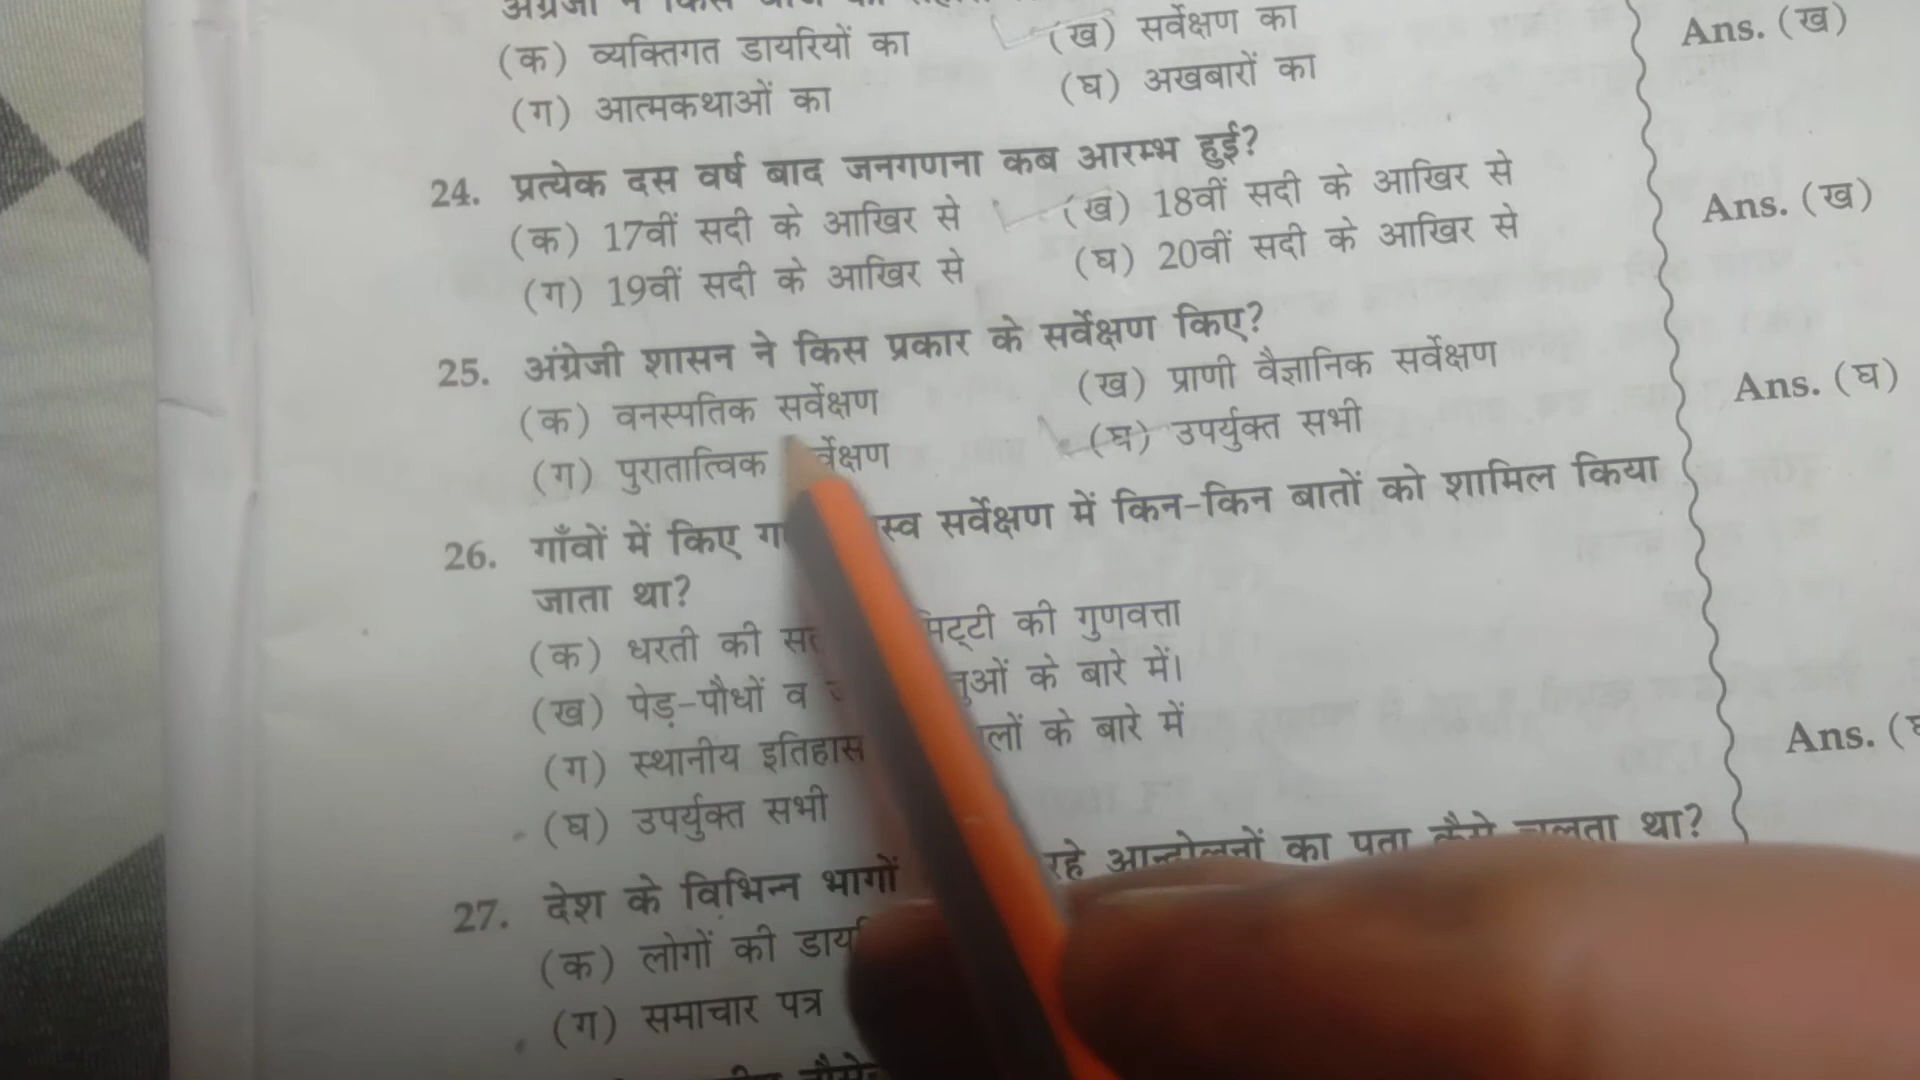 (क) व्यक्तिगत डायरियों का (ख) सर्वेक्षण का Ans. (ख)
(ग) आत्मकथाओं का (घ) अखबारों का
24. प्रत्येक दस वर्ष बाद जनगणना कब आरम्भ हुई?
(क) 17वीं सदी के आखिर से (ख) 18वीं सदी के आखिर से Ans. (ख)
(ग) 19वीं सदी के आखिर से (घ) 20वीं सदी के आखिर से
25. अंग्रेजी शासन ने किस प्रकार के सर्वेक्षण किए?
(क) वनस्पतिक सर्वेक्षण (ख) प्राणी वैज्ञानिक सर्वेक्षण Ans. (घ)
(ग) पुरातात्विक (घ) उपर्युक्त सभी
26. गाँवों में किए सर्वेक्षण में किन-किन बातों को शामिल किया
जाता था?
(क) धरती की मिट्टी की गुणवत्ता
(ख) पेड़-पौधों व के बारे में।
(ग) स्थानीय इतिहास के बारे में Ans.
(घ) उपर्युक्त सभी
27. देश के विभिन्न भागों रहे आन्दोलनों का पता कैसे चलता था?
(क) लोगों की
(ग) समाचार पत्र